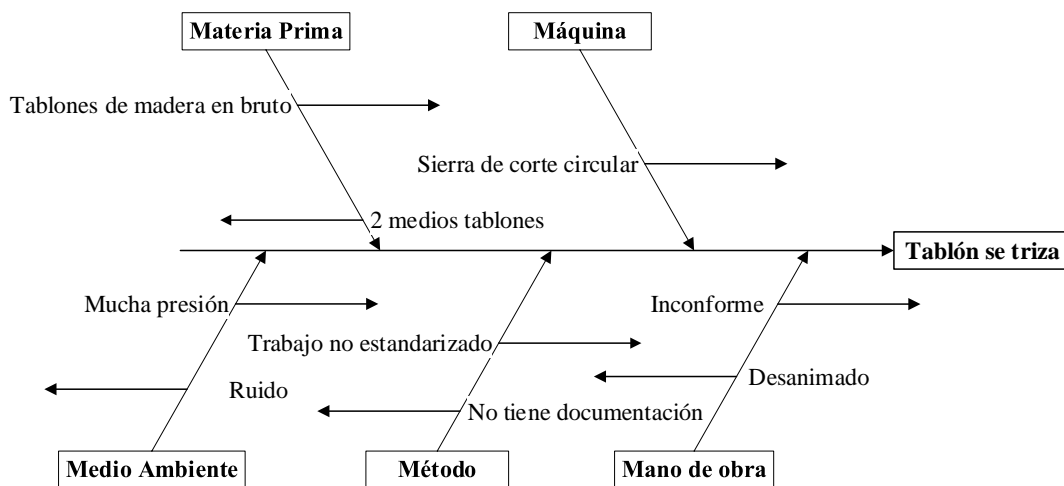 Materia Prima
Máquina
Tablones de madera en bruto
Sierra de corte circular
2 medios tablones
Tablón se triza
Mucha presión
Inconforme
Trabajo no estandarizado
Desanimado
Ruido
No tiene documentación
Medio Ambiente
Método
Mano de obra